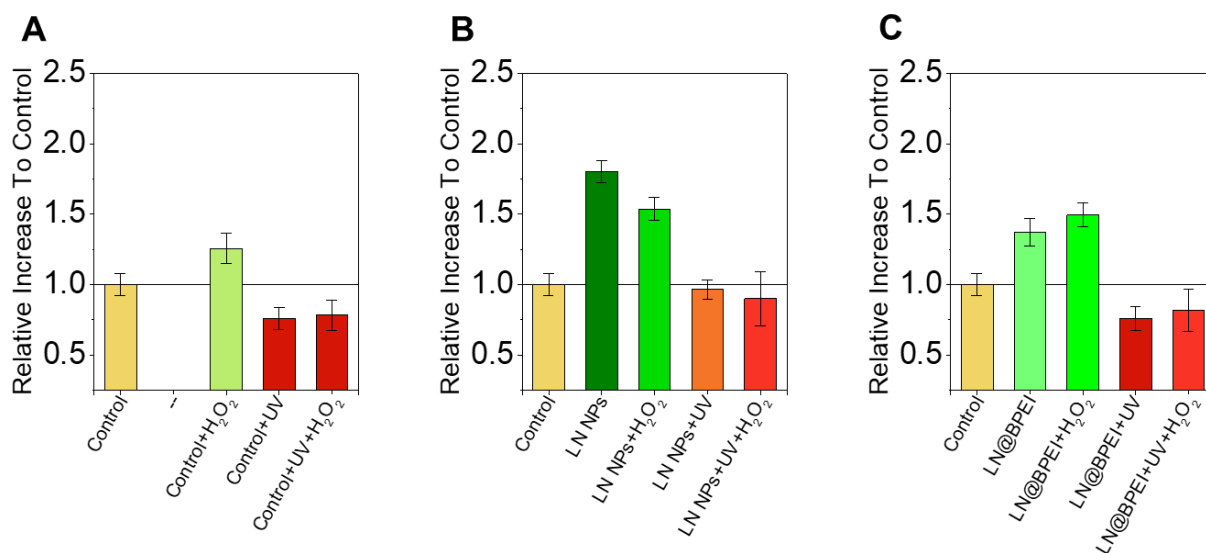 A
Relative Increase To Control
2.5
2.0
1.5
1.0
0.5
Control
-
Control+H₂O₂
Control+UV
Control+UV+H₂O₂
B
Relative Increase To Control
2.5
2.0
1.5
1.0
0.5
Control
LN NPs
LN NPs+H₂O₂
LN NPs+UV
LN NPs+UV+H₂O₂
C
Relative Increase To Control
2.5
2.0
1.5
1.0
0.5
Control
LN@BPEI
LN@BPEI+H₂O₂
LN@BPEI+UV
LN@BPEI+UV+H₂O₂